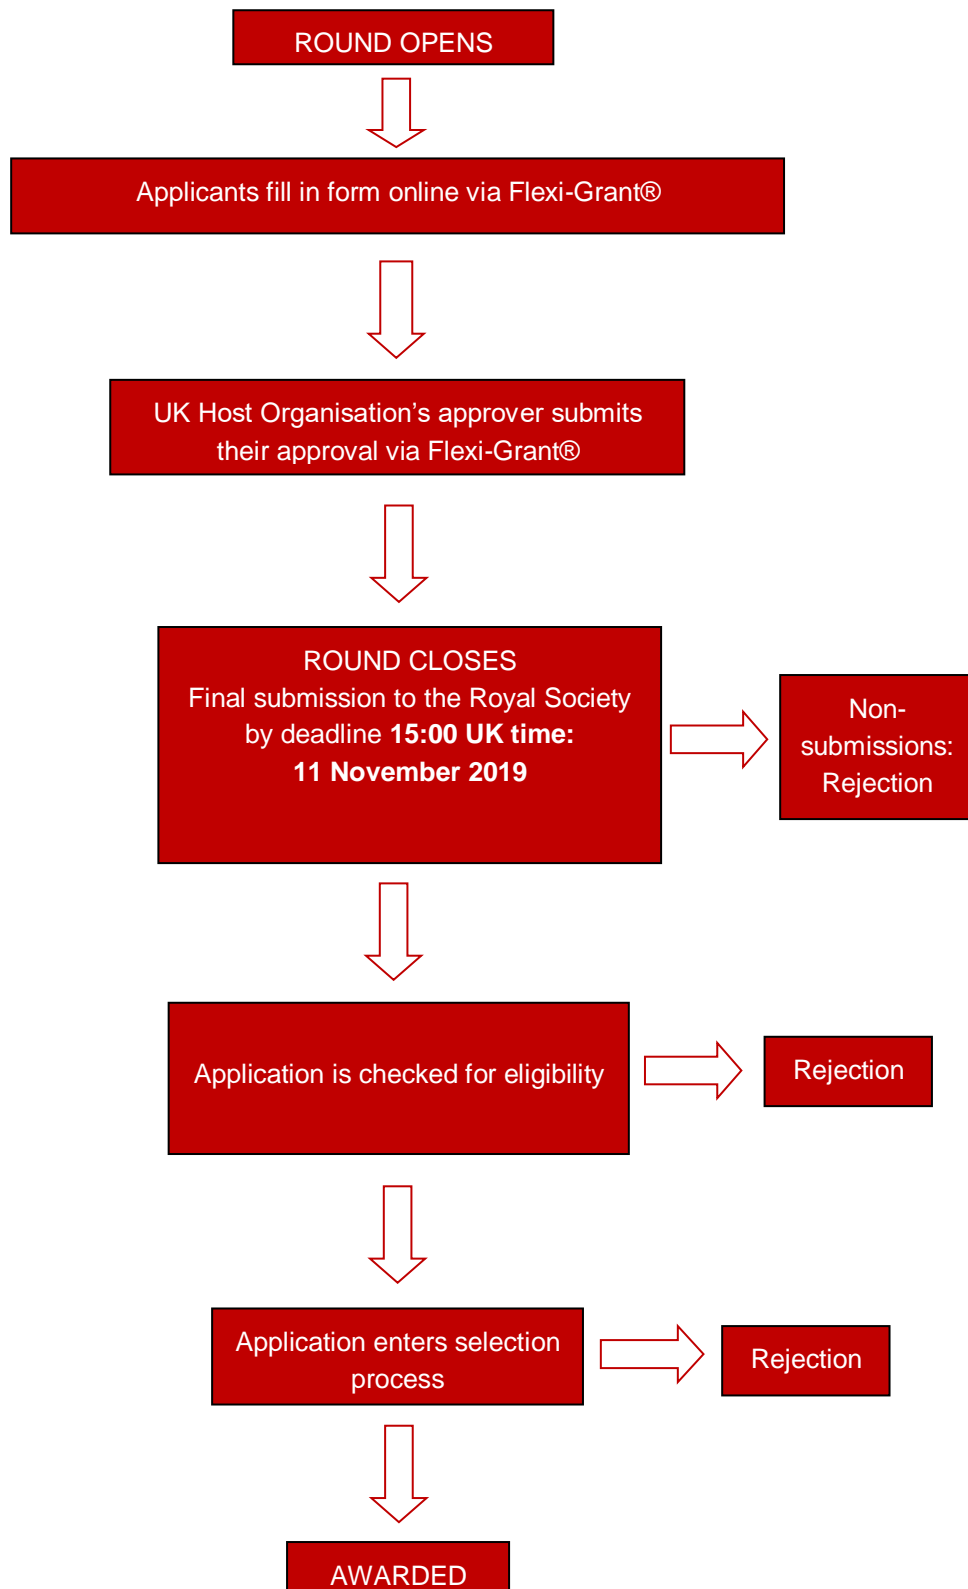 ROUND OPENS
Applicants fill in form online via Flexi-Grant®
UK Host Organisation’s approver submits
their approval via Flexi-Grant®
ROUND CLOSES
Final submission to the Royal Society
by deadline 15:00 UK time:
11 November 2019
Non-
submissions:
Rejection
Application is checked for eligibility
Rejection
Application enters selection
process
Rejection
AWARDED